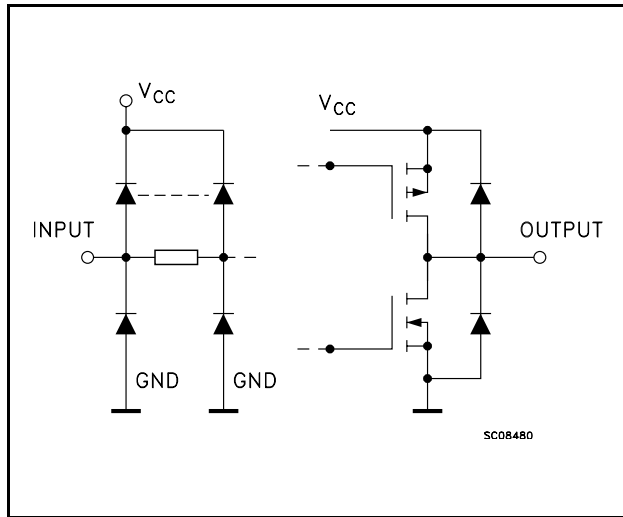 VCC
VCC
INPUT
OUTPUT
GND
GND
SC08480